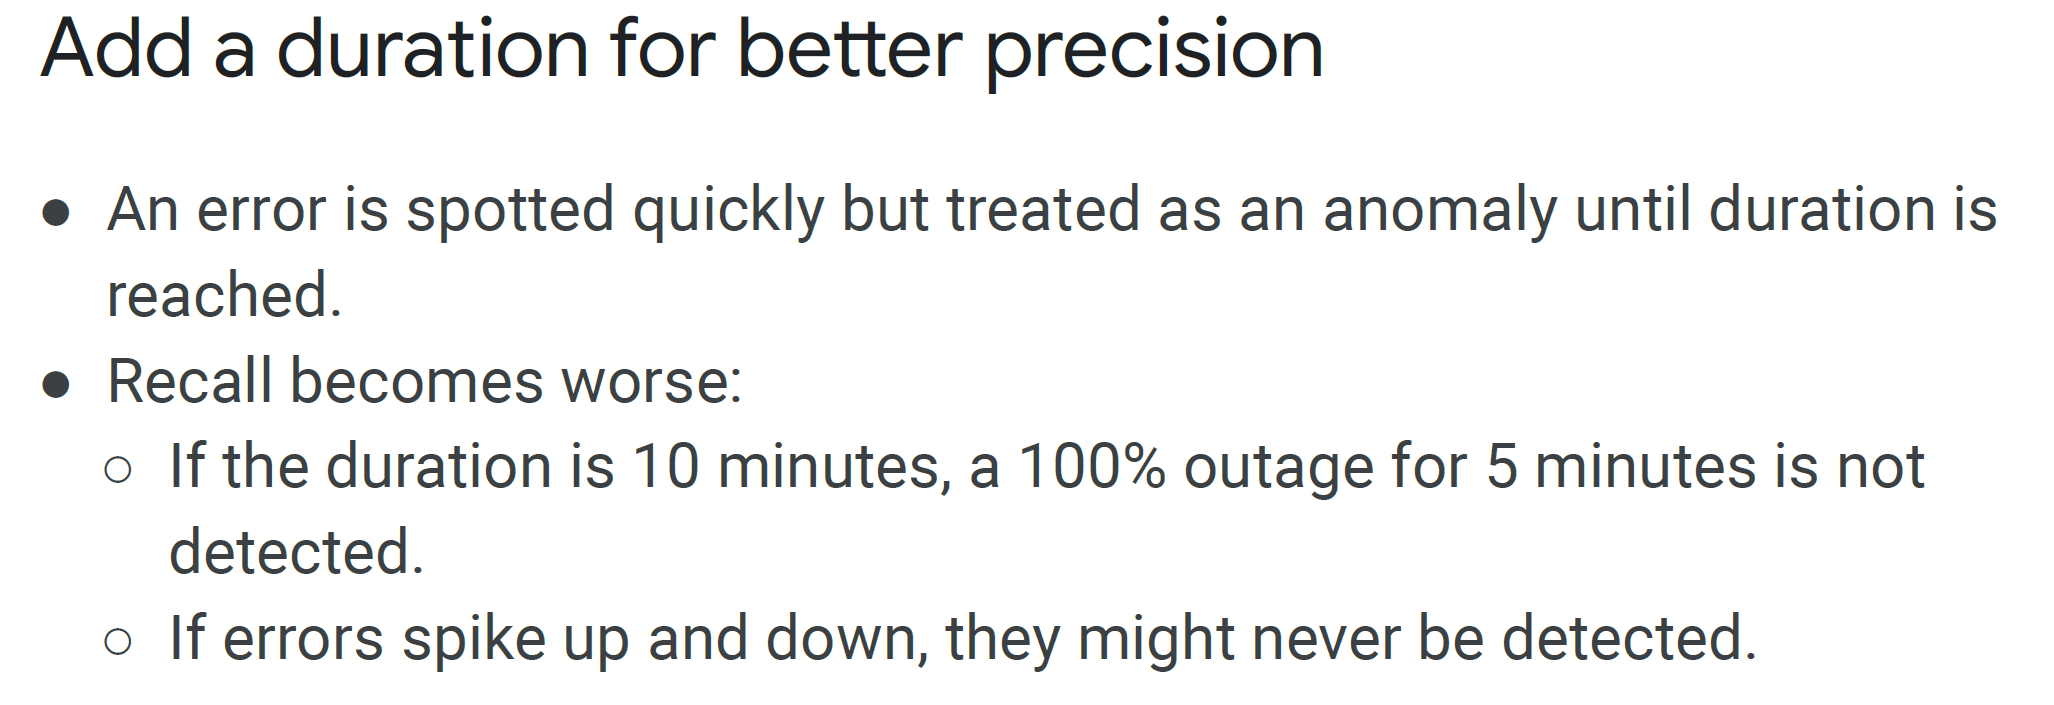 Add a duration for better precision
● An error is spotted quickly but treated as an anomaly until duration is
reached.
● Recall becomes worse:
○ If the duration is 10 minutes, a 100% outage for 5 minutes is not
detected.
○ If errors spike up and down, they might never be detected.